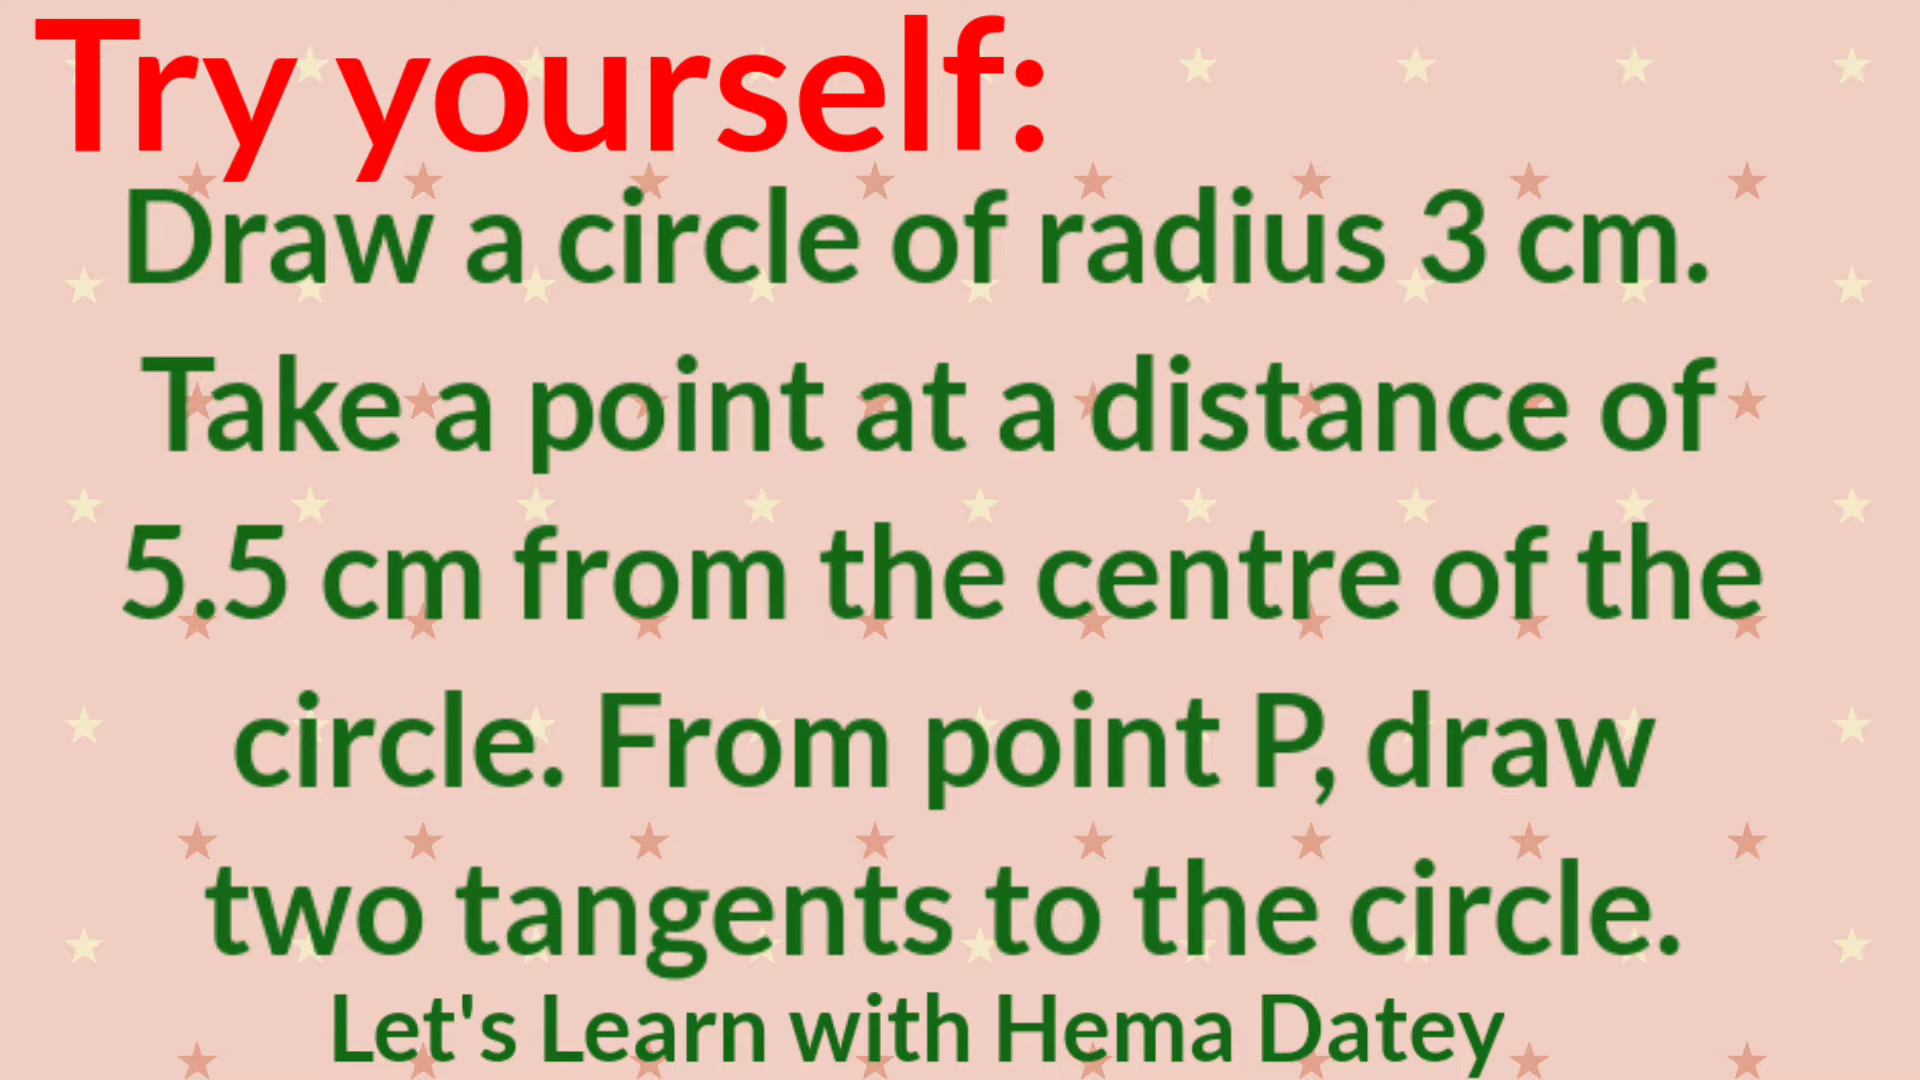 Try yourself:
Draw a circle of radius 3 cm.
Take a point at a distance of
5.5 cm from the centre of the
circle. From point P, draw
two tangents to the circle.
Let's Learn with Hema Datey